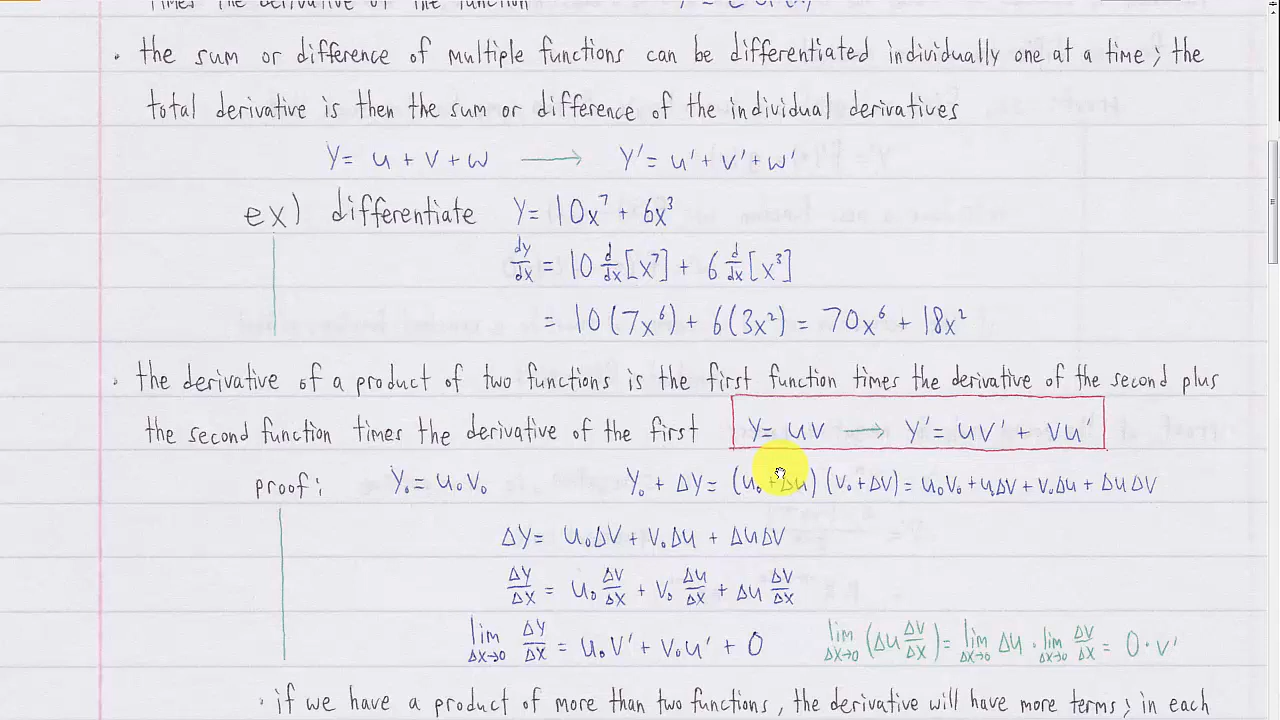 times the derivative of the function
· the sum or difference of multiple functions can be differentiated individually one at a time; the
total derivative is then the sum or difference of the individual derivatives
Y = u + v + w → Y' = u' + v' + w'
ex) differentiate Y = 10x⁷ + 6x³
dy/dx = 10 d/dx[x⁷] + 6 d/dx[x³]
= 10(7x⁶) + 6(3x²) = 70x⁶ + 18x²
· the derivative of a product of two functions is the first function times the derivative of the second plus
the second function times the derivative of the first Y = uv → Y' = uv' + vu'
proof: Y₀ = u₀v₀ Y₀ + ΔY = (u₀ + Δu)(v₀ + Δv) = u₀v₀ + u₀Δv + v₀Δu + ΔuΔv
ΔY = u₀Δv + v₀Δu + ΔuΔv
ΔY/ΔX = u₀ Δv/ΔX + v₀ Δu/ΔX + Δu Δv/ΔX
lim ΔX→0 ΔY/ΔX = u₀v' + v₀u' + 0 lim ΔX→0 (Δu Δv/ΔX) = lim ΔX→0 Δu · lim ΔX→0 Δv/ΔX = 0 · v'
· if we have a product of more than two functions, the derivative will have more terms; in each